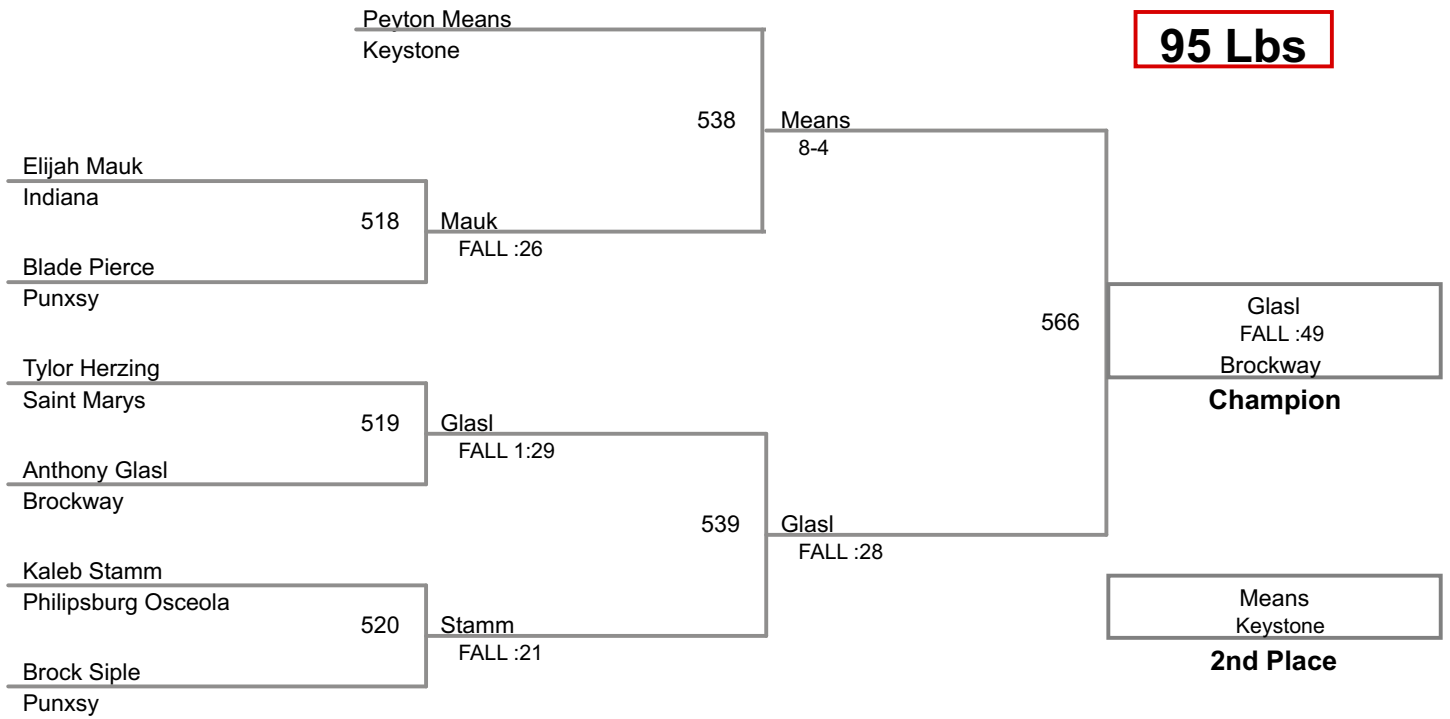 Peyton Means
Keystone
95 Lbs
538
Means
8-4
Elijah Mauk
Indiana
518
Mauk
FALL :26
Blade Pierce
Punxsy
566
Glasl
FALL :49
Brockway
Champion
Tylor Herzing
Saint Marys
519
Glasl
FALL 1:29
Anthony Glasl
Brockway
539
Glasl
FALL :28
Kaleb Stamm
Philipsburg Osceola
520
Stamm
FALL :21
Brock Siple
Punxsy
Means
Keystone
2nd Place